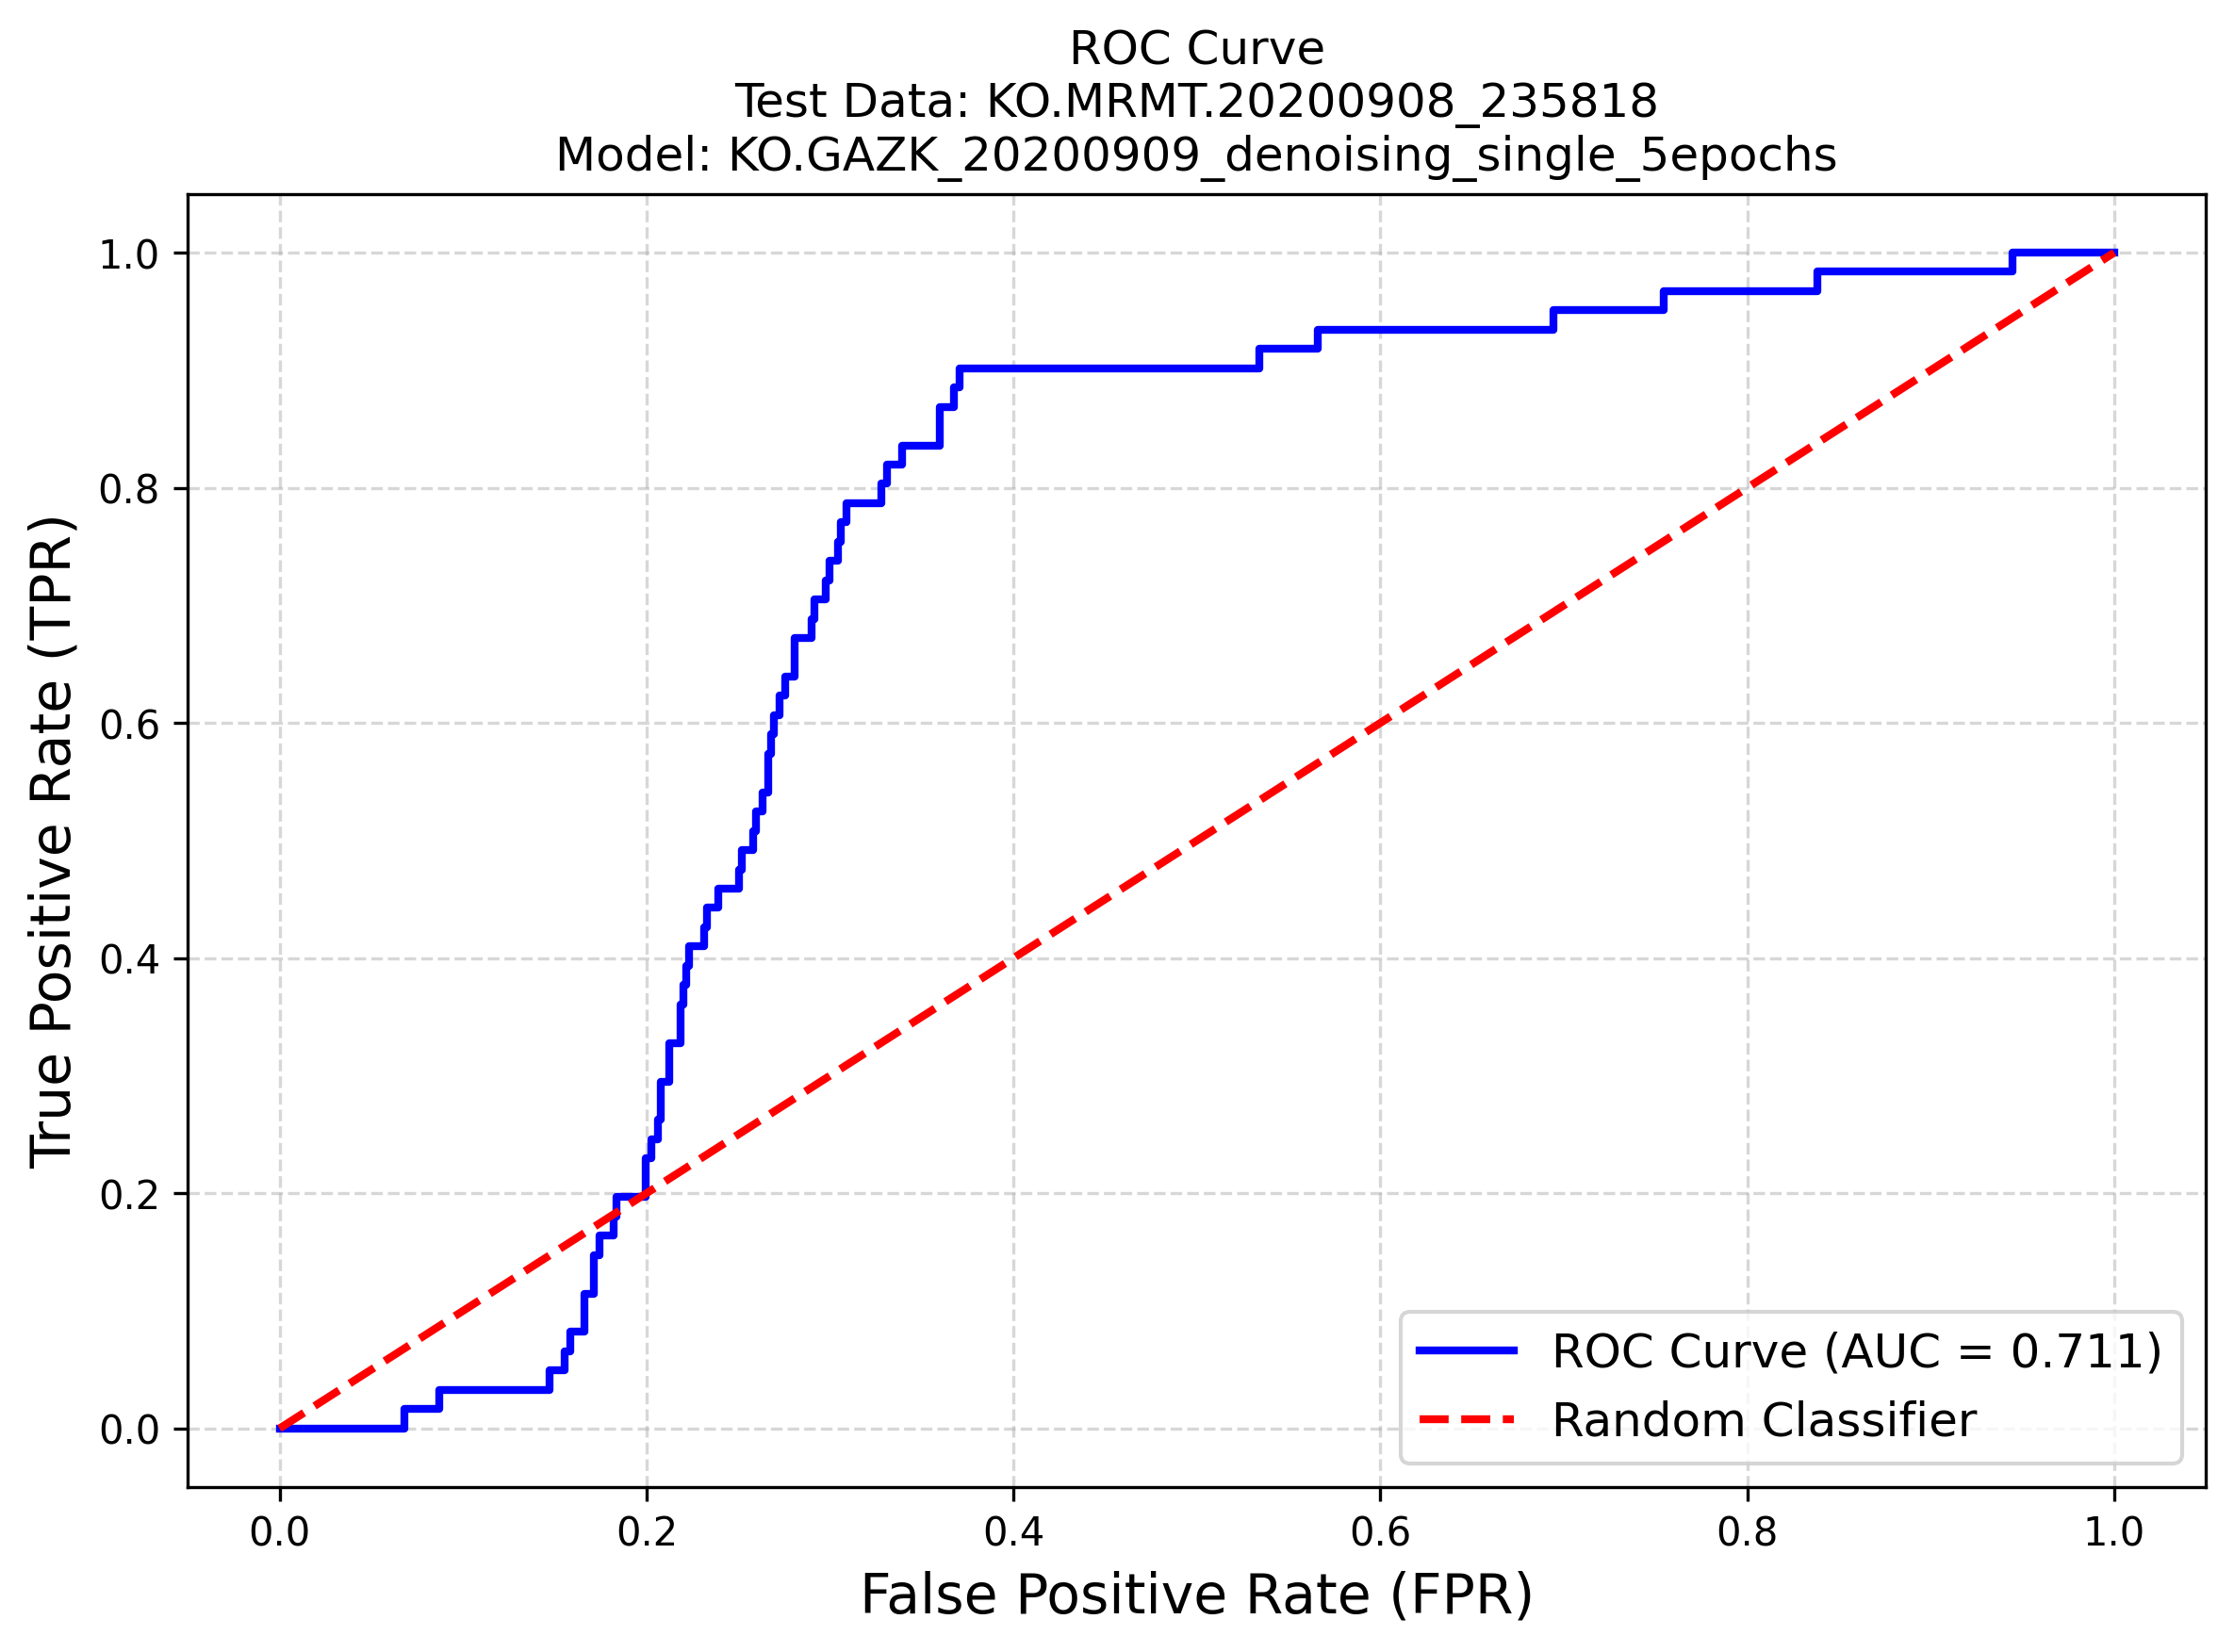 ROC Curve
Test Data: KO.MRMT.20200908_235818
Model: KO.GAZK_20200909_denoising_single_5epochs
1.0
0.8
0.6
0.4
0.2
0.0
True Positive Rate (TPR)
ROC Curve (AUC = 0.711)
Random Classifier
0.0 0.2 0.4 0.6 0.8 1.0
False Positive Rate (FPR)